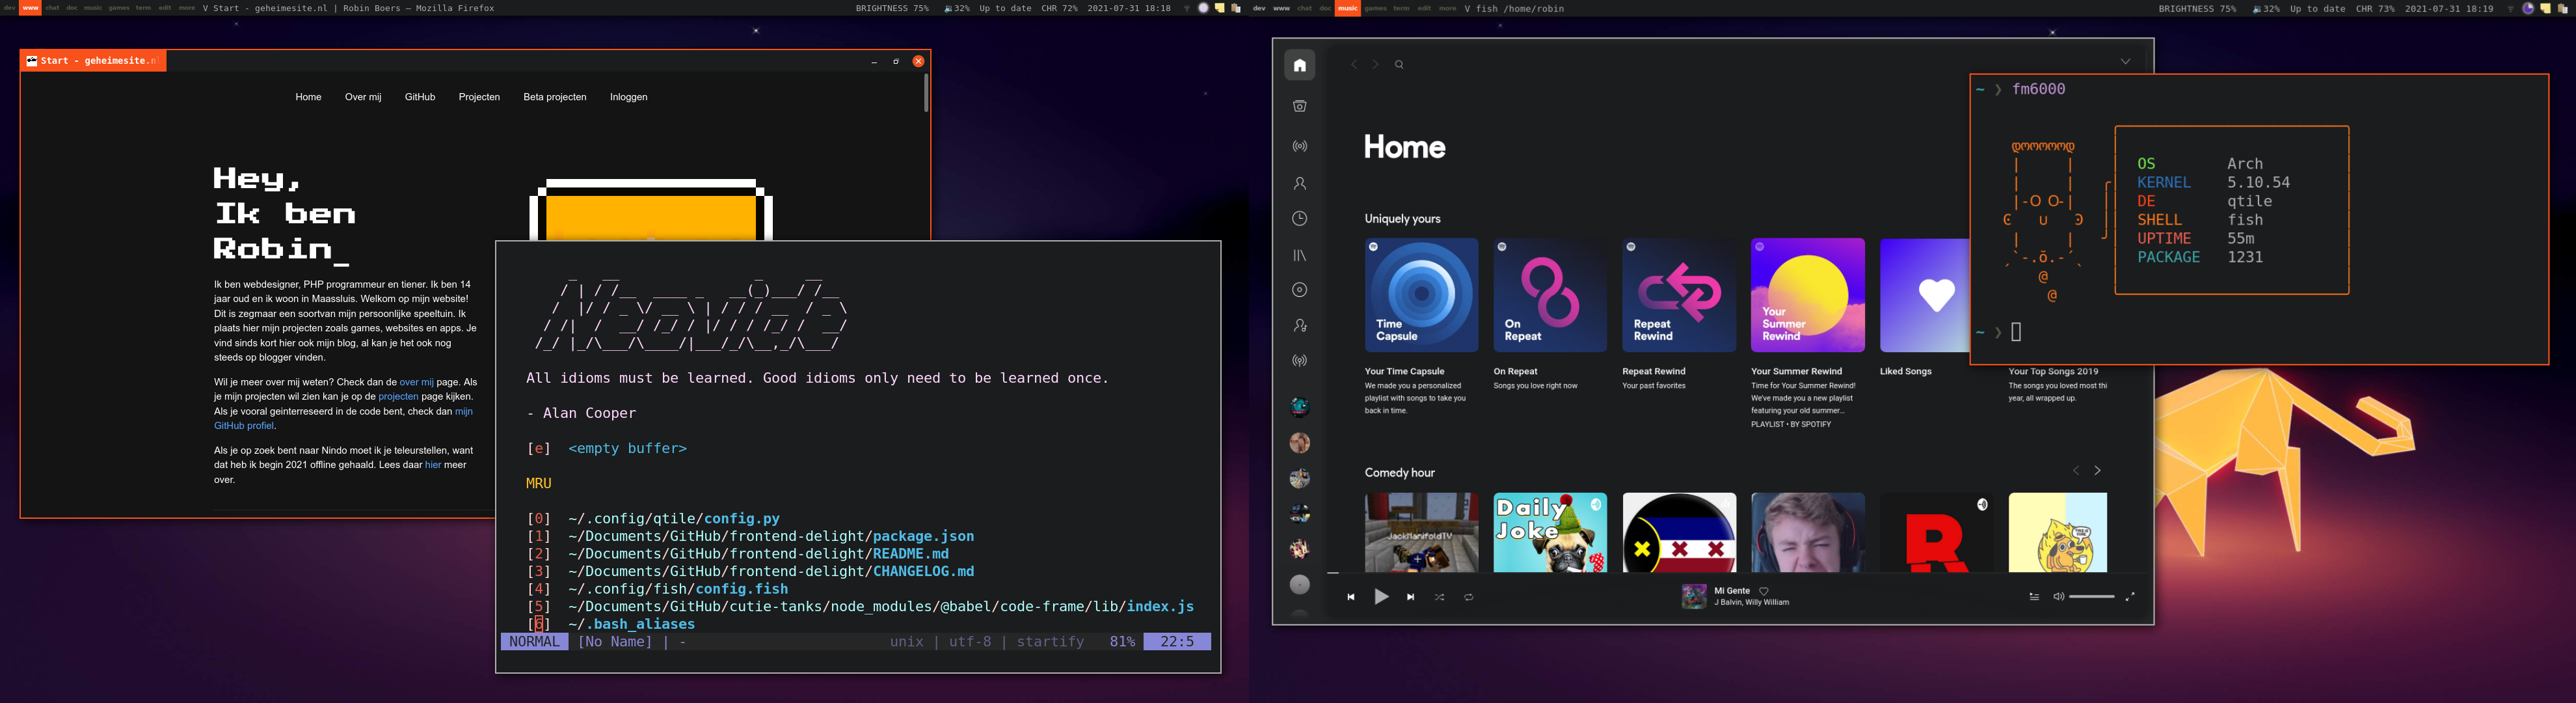 dev www chat doc music games term edit more V Start - geheimesite.nl | Robin Boers — Mozilla Firefox
BRIGHTNESS 75% 32% Up to date CHR 72% 2021-07-31 18:18
Start - geheimesite.n
Home Over mij GitHub Projecten Beta projecten Inloggen
Hey,
Ik ben
Robin_
Ik ben webdesigner, PHP programmeur en tiener. Ik ben 14
jaar oud en ik woon in Maassluis. Welkom op mijn website!
Dit is zegmaar een soortvan mijn persoonlijke speeltuin. Ik
plaats hier mijn projecten zoals games, websites en apps. Je
vind sinds kort hier ook mijn blog, al kan je het ook nog
steeds op blogger vinden.
Wil je meer over mij weten? Check dan de over mij page. Als
je mijn projecten wil zien kan je op de projecten page kijken.
Als je vooral geinterreseerd in de code bent, check dan mijn
GitHub profiel.
Als je op zoek bent naar Nindo moet ik je teleurstellen, want
dat heb ik begin 2021 offline gehaald. Lees daar hier meer
over.
Neovide
All idioms must be learned. Good idioms only need to be learned once.
- Alan Cooper
[e] <empty buffer>
MRU
[0] ~/.config/qtile/config.py
[1] ~/Documents/GitHub/frontend-delight/package.json
[2] ~/Documents/GitHub/frontend-delight/README.md
[3] ~/Documents/GitHub/frontend-delight/CHANGELOG.md
[4] ~/.config/fish/config.fish
[5] ~/Documents/GitHub/cutie-tanks/node_modules/@babel/code-frame/lib/index.js
[6] ~/.bash_aliases
NORMAL [No Name] | - unix | utf-8 | startify 81% 22:5
dev www chat doc music games term edit more V fish /home/robin
BRIGHTNESS 75% 32% Up to date CHR 73% 2021-07-31 18:19
Home
Uniquely yours
Time
Capsule
On
Repeat
Repeat
Rewind
Your
Summer
Rewind
Your Time Capsule
We made you a personalized
playlist with songs to take you
back in time.
On Repeat
Songs you love right now
Repeat Rewind
Your past favorites
Your Summer Rewind
Time for Your Summer Rewind!
We've made you a new playlist
featuring your old summer...
PLAYLIST • BY SPOTIFY
Liked Songs
Your Top Songs 2019
The songs you loved most thi
year, all wrapped up.
Comedy hour
JackManifoldTV
Daily
Joke
R
Mi Gente
J Balvin, Willy William
~ ❯ fm6000
OS Arch
KERNEL 5.10.54
DE qtile
SHELL fish
UPTIME 55m
PACKAGE 1231
~ ❯